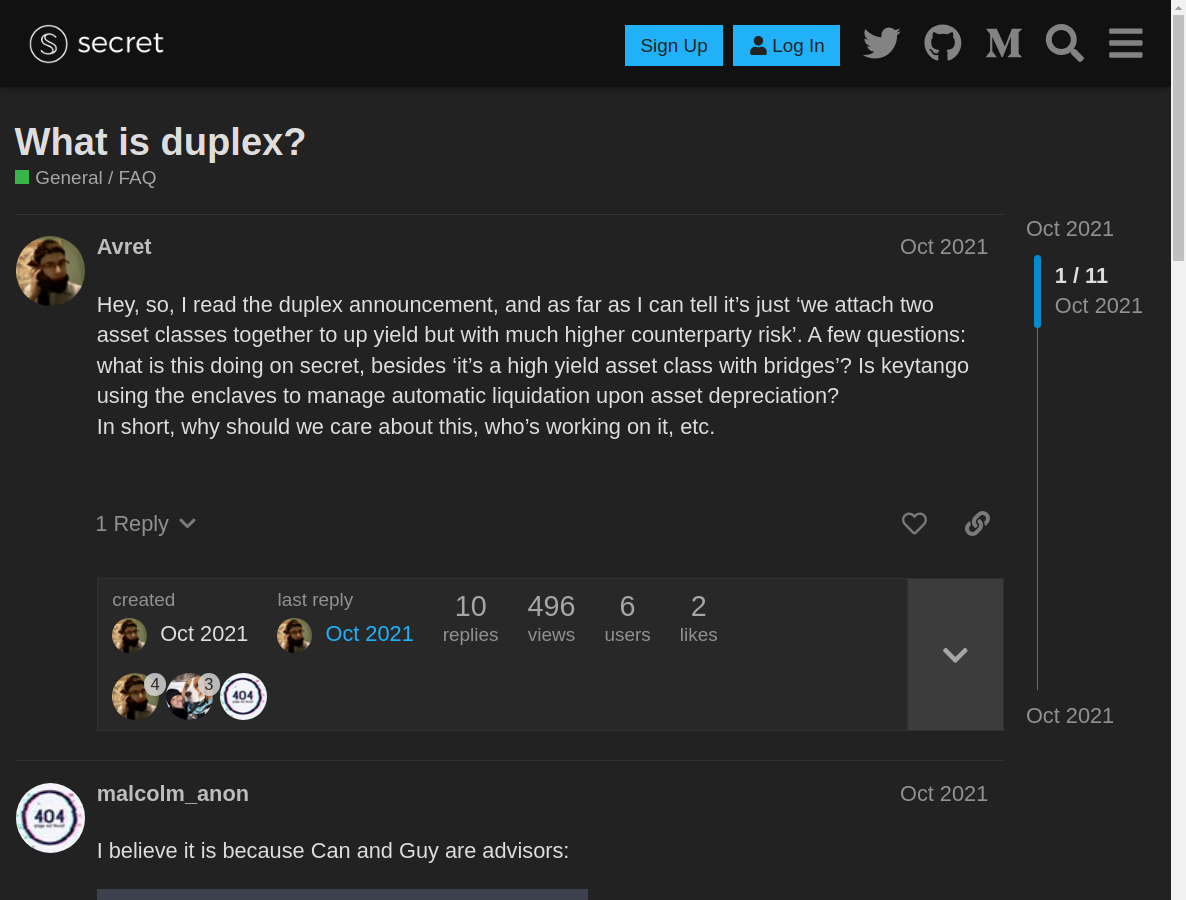 secret
Sign Up
Log In
What is duplex?
General / FAQ
Avret
Oct 2021
Hey, so, I read the duplex announcement, and as far as I can tell it’s just ‘we attach two
asset classes together to up yield but with much higher counterparty risk’. A few questions:
what is this doing on secret, besides ‘it’s a high yield asset class with bridges’? Is keytango
using the enclaves to manage automatic liquidation upon asset depreciation?
In short, why should we care about this, who’s working on it, etc.
1 Reply
created
Oct 2021
last reply
Oct 2021
10
replies
496
views
6
users
2
likes
4
3
404
Oct 2021
1 / 11
Oct 2021
Oct 2021
404
malcolm_anon
Oct 2021
I believe it is because Can and Guy are advisors: